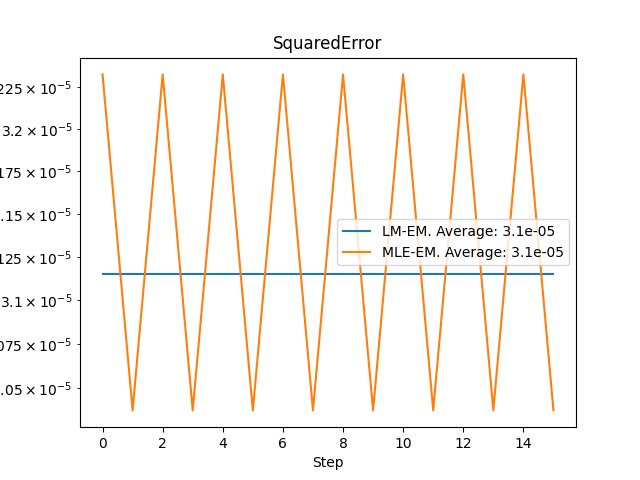 SquaredError
225 × 10⁻⁵
3.2 × 10⁻⁵
175 × 10⁻⁵
.15 × 10⁻⁵
125 × 10⁻⁵
3.1 × 10⁻⁵
075 × 10⁻⁵
.05 × 10⁻⁵
LM-EM. Average: 3.1e-05
MLE-EM. Average: 3.1e-05
0 2 4 6 8 10 12 14
Step